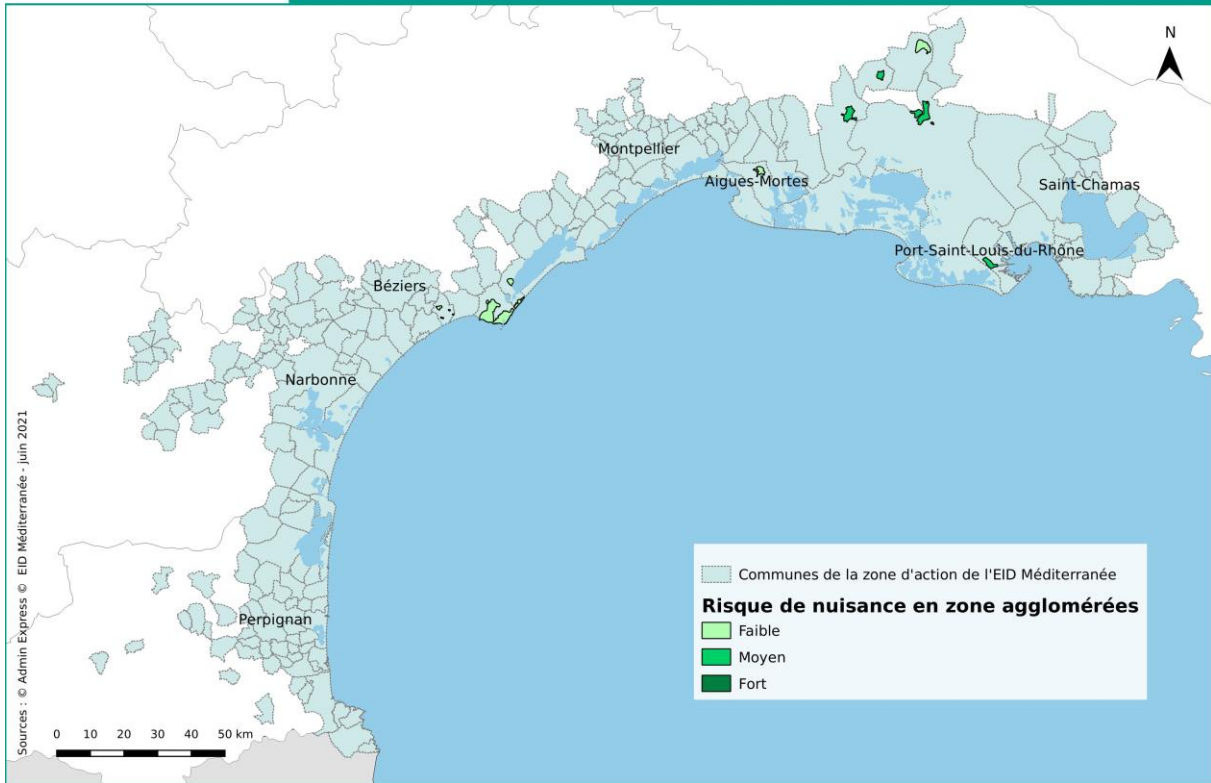 N
Montpellier
Aigues-Mortes
Saint-Chamas
Port-Saint-Louis-du-Rhône
Béziers
Narbonne
Perpignan
Communes de la zone d'action de l'EID Méditerranée
Risque de nuisance en zone agglomérées
Faible
Moyen
Fort
0 10 20 30 40 50 km
Sources : © Admin Express © EID Méditerranée - juin 2021